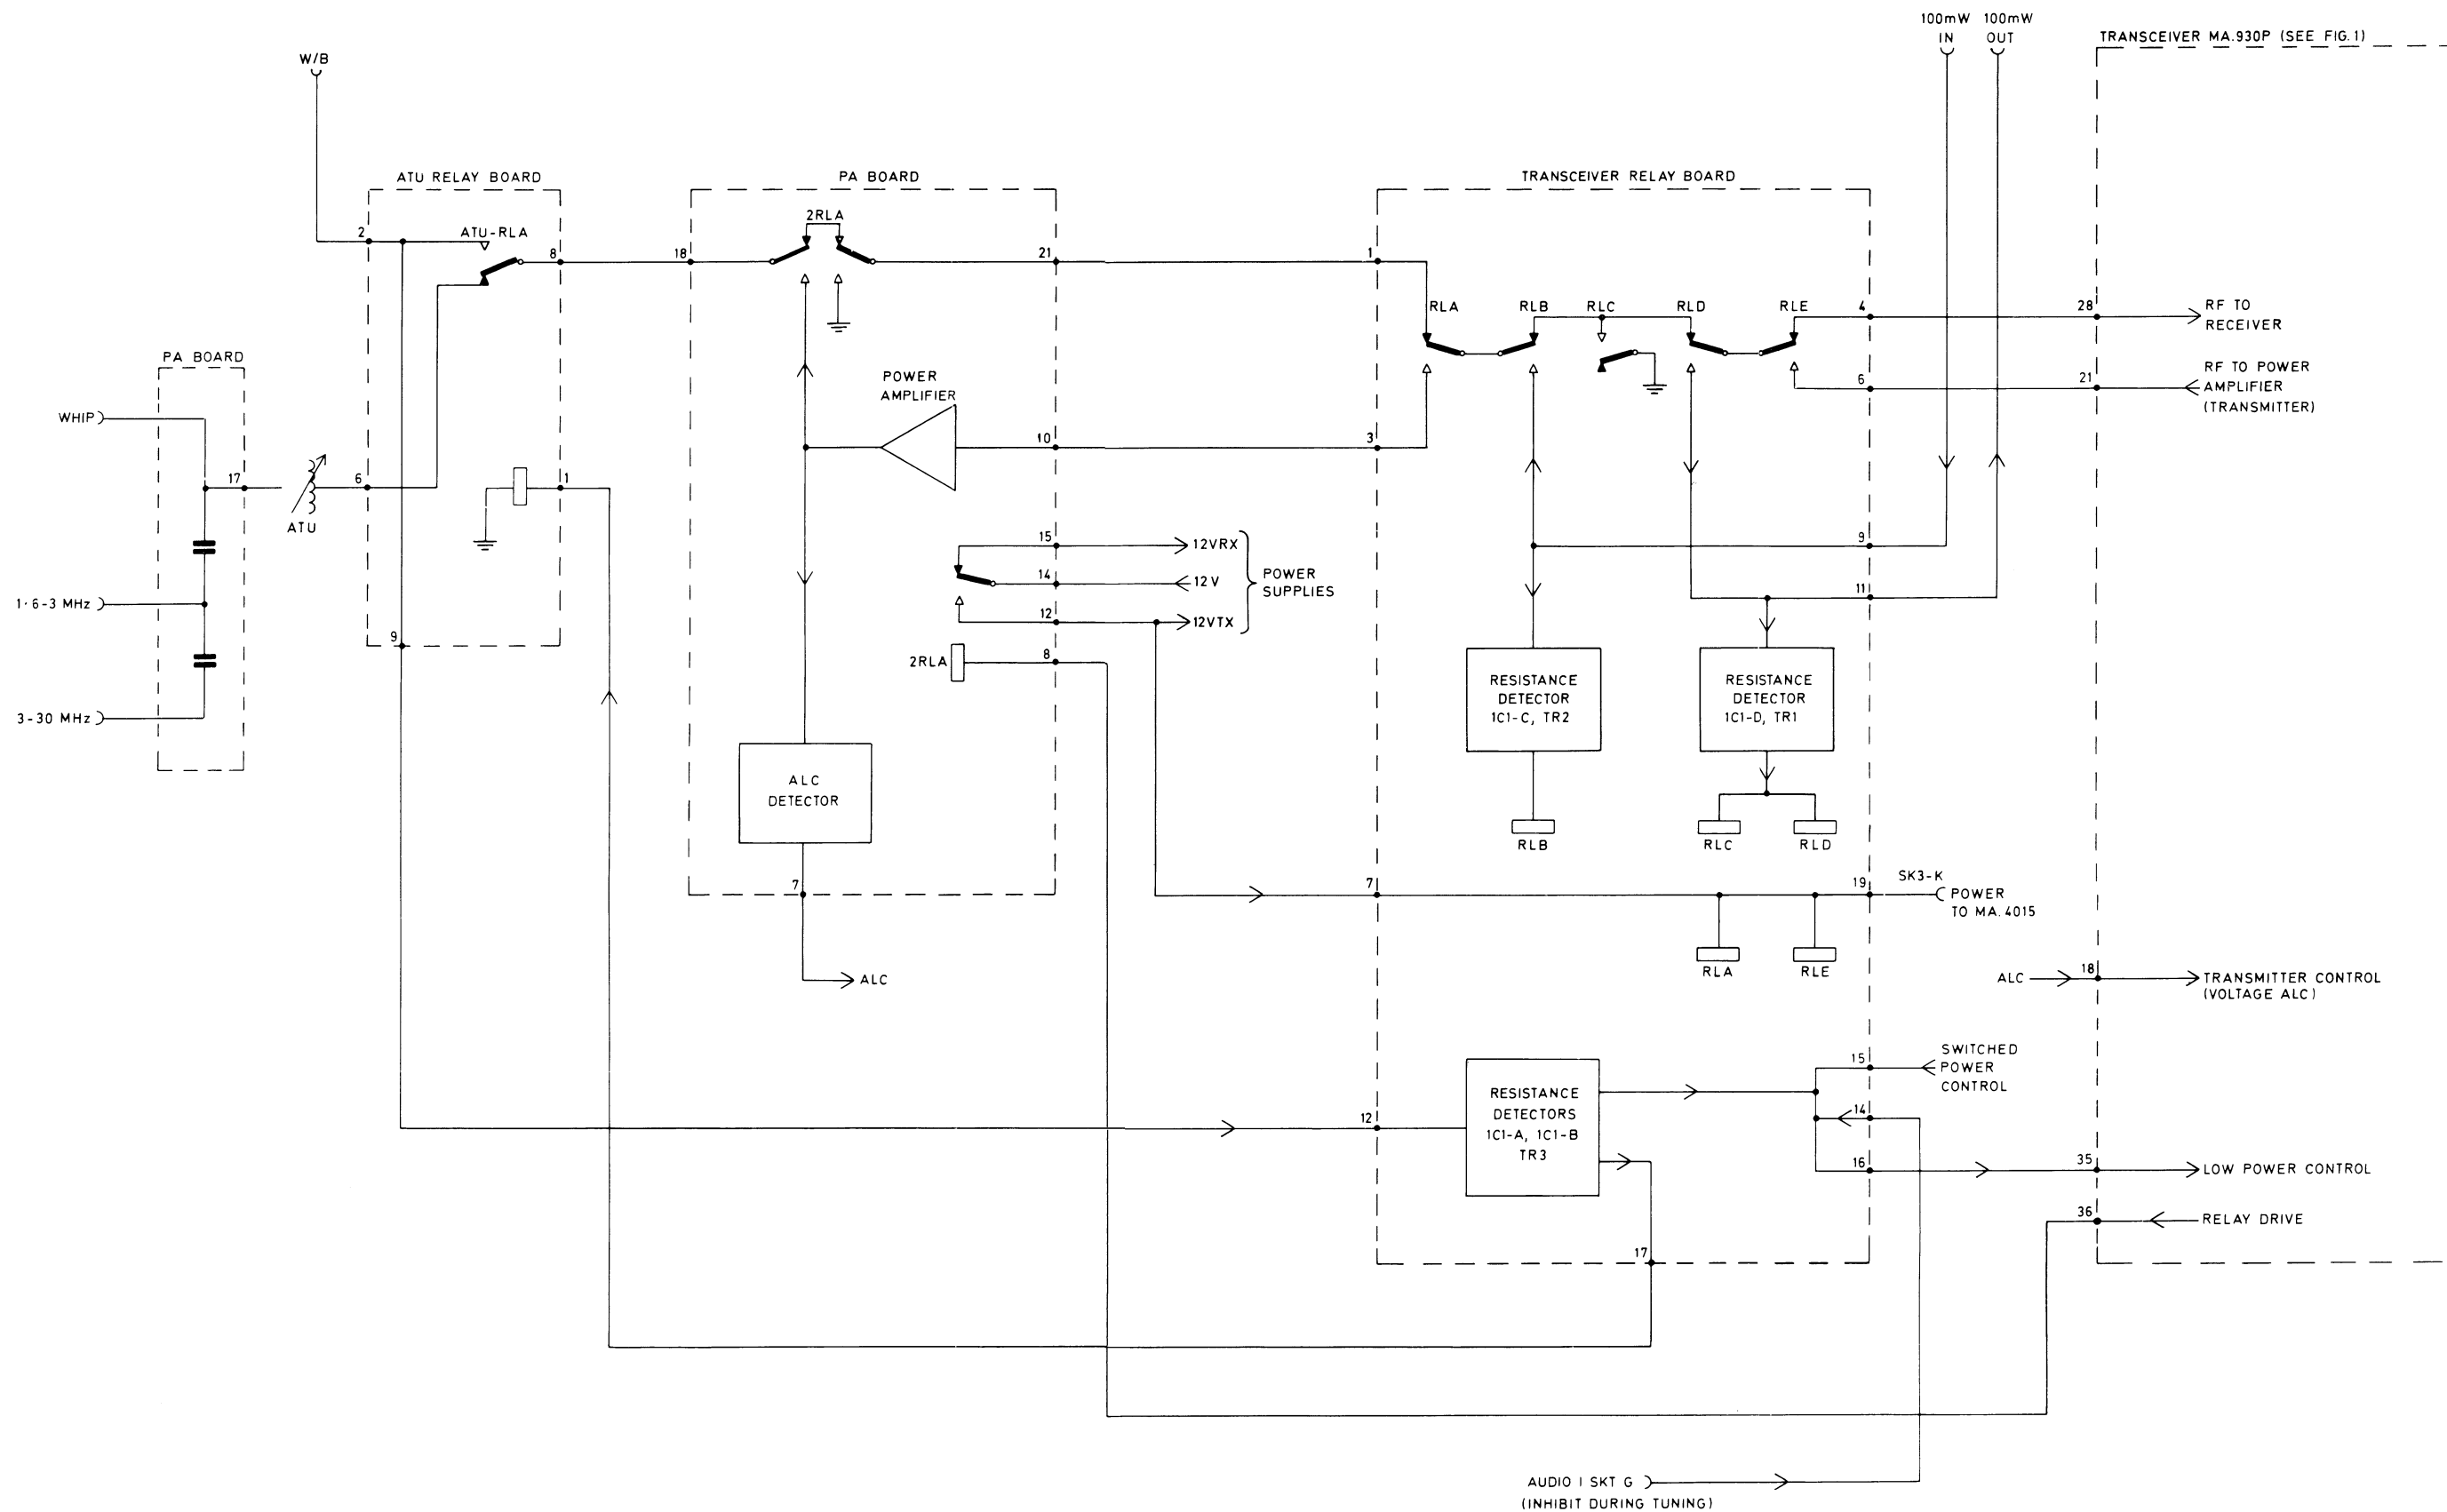 100mW 100mW
IN OUT
TRANSCEIVER MA.930P (SEE FIG.1)
W/B
ATU RELAY BOARD
PA BOARD
TRANSCEIVER RELAY BOARD
2RLA
2
ATU-RLA
8
18
21
1
RLA
RLB
RLC
RLD
RLE
4
28
RF TO
RECEIVER
PA BOARD
POWER
AMPLIFIER
6
21
RF TO POWER
AMPLIFIER
(TRANSMITTER)
WHIP
10
3
17
6
1
ATU
15
12VRX
9
14
12V
POWER
SUPPLIES
1·6-3 MHz
11
12
12VTX
9
2RLA
8
RESISTANCE
DETECTOR
1C1-C, TR2
RESISTANCE
DETECTOR
1C1-D, TR1
3-30 MHz
ALC
DETECTOR
RLB
RLC
RLD
7
7
19
SK3-K
POWER
TO MA.4015
RLA
RLE
ALC
ALC
18
TRANSMITTER CONTROL
(VOLTAGE ALC)
15
SWITCHED
POWER
CONTROL
RESISTANCE
DETECTORS
1C1-A, 1C1-B
TR3
12
14
16
35
LOW POWER CONTROL
36
RELAY DRIVE
17
AUDIO 1 SKT G
(INHIBIT DURING TUNING)